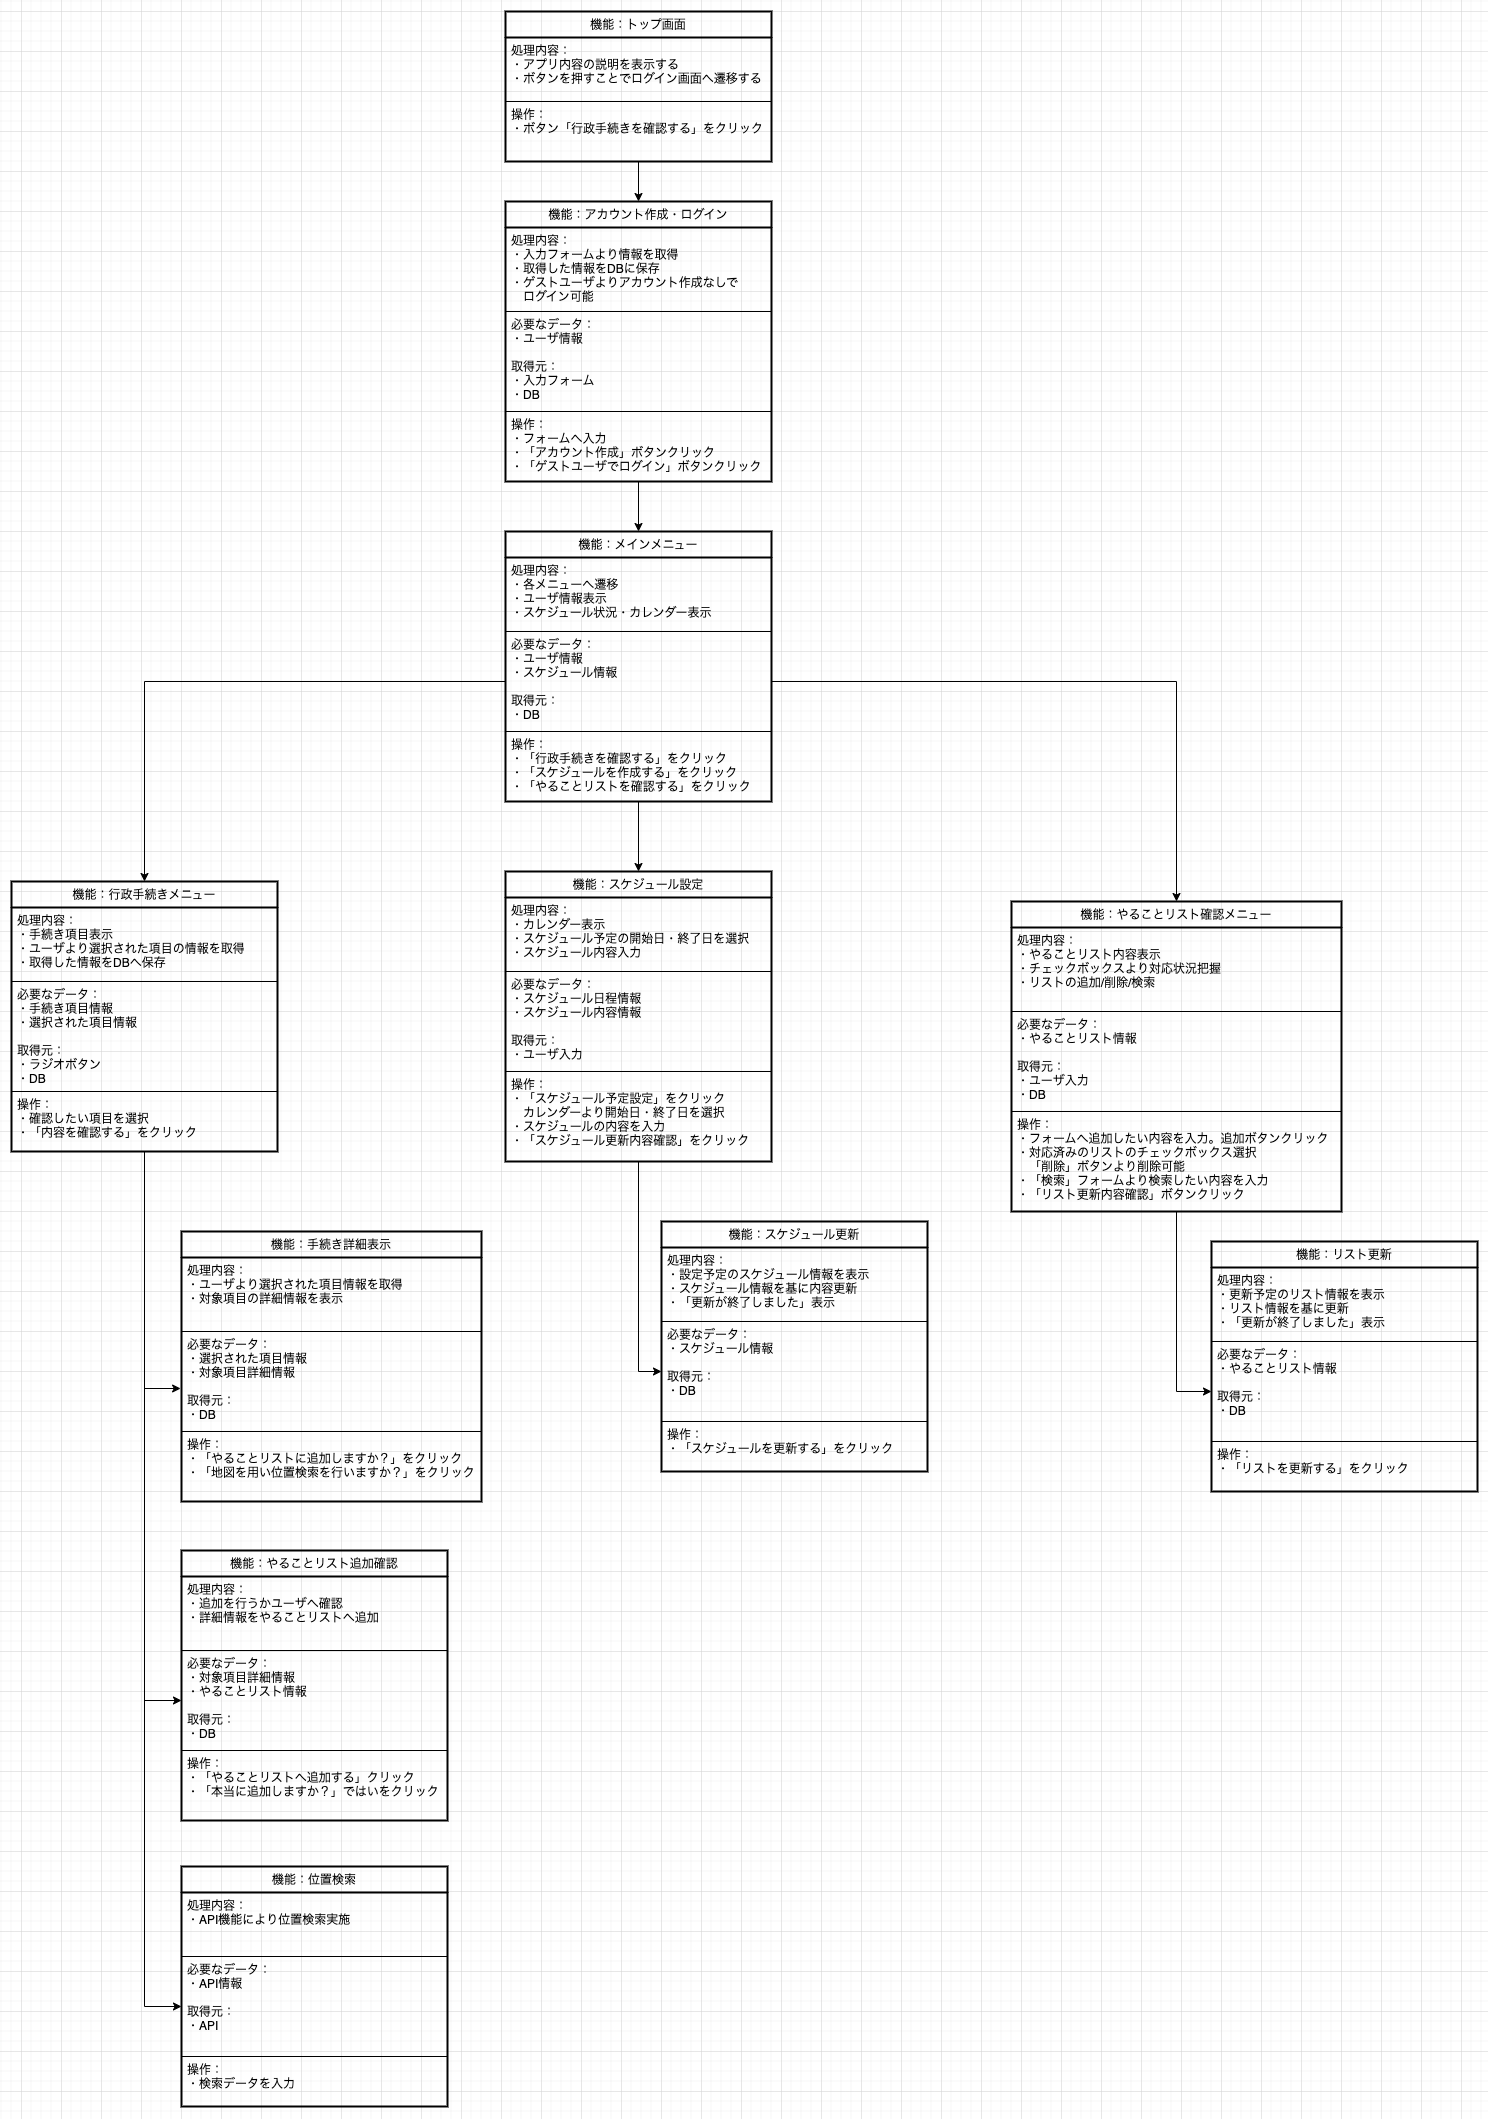 機能：トップ画面
処理内容：
・アプリ内容の説明を表示する
・ボタンを押すことでログイン画面へ遷移する
操作：
・ボタン「行政手続きを確認する」をクリック
機能：アカウント作成・ログイン
処理内容：
・入力フォームより情報を取得
・取得した情報をDBに保存
・ゲストユーザよりアカウント作成なしで
ログイン可能
必要なデータ：
・ユーザ情報
取得元：
・入力フォーム
・DB
操作：
・フォームへ入力
・「アカウント作成」ボタンクリック
・「ゲストユーザでログイン」ボタンクリック
機能：メインメニュー
処理内容：
・各メニューへ遷移
・ユーザ情報表示
・スケジュール状況・カレンダー表示
必要なデータ：
・ユーザ情報
・スケジュール情報
取得元：
・DB
操作：
・「行政手続きを確認する」をクリック
・「スケジュールを作成する」をクリック
・「やることリストを確認する」をクリック
機能：行政手続きメニュー
処理内容：
・手続き項目表示
・ユーザより選択された項目の情報を取得
・取得した情報をDBへ保存
必要なデータ：
・手続き項目情報
・選択された項目情報
取得元：
・ラジオボタン
・DB
操作：
・確認したい項目を選択
・「内容を確認する」をクリック
機能：スケジュール設定
処理内容：
・カレンダー表示
・スケジュール予定の開始日・終了日を選択
・スケジュール内容入力
必要なデータ：
・スケジュール日程情報
・スケジュール内容情報
取得元：
・ユーザ入力
操作：
・「スケジュール予定設定」をクリック
カレンダーより開始日・終了日を選択
・スケジュールの内容を入力
・「スケジュール更新内容確認」をクリック
機能：やることリスト確認メニュー
処理内容：
・やることリスト内容表示
・チェックボックスより対応状況把握
・リストの追加/削除/検索
必要なデータ：
・やることリスト情報
取得元：
・ユーザ入力
・DB
操作：
・フォームへ追加したい内容を入力。追加ボタンクリック
・対応済みのリストのチェックボックス選択
「削除」ボタンより削除可能
・「検索」フォームより検索したい内容を入力
・「リスト更新内容確認」ボタンクリック
機能：手続き詳細表示
処理内容：
・ユーザより選択された項目情報を取得
・対象項目の詳細情報を表示
必要なデータ：
・選択された項目情報
・対象項目詳細情報
取得元：
・DB
操作：
・「やることリストに追加しますか？」をクリック
・「地図を用い位置検索を行いますか？」をクリック
機能：スケジュール更新
処理内容：
・設定予定のスケジュール情報を表示
・スケジュール情報を基に内容更新
・「更新が終了しました」表示
必要なデータ：
・スケジュール情報
取得元：
・DB
操作：
・「スケジュールを更新する」をクリック
機能：リスト更新
処理内容：
・更新予定のリスト情報を表示
・リスト情報を基に更新
・「更新が終了しました」表示
必要なデータ：
・やることリスト情報
取得元：
・DB
操作：
・「リストを更新する」をクリック
機能：やることリスト追加確認
処理内容：
・追加を行うかユーザへ確認
・詳細情報をやることリストへ追加
必要なデータ：
・対象項目詳細情報
・やることリスト情報
取得元：
・DB
操作：
・「やることリストへ追加する」クリック
・「本当に追加しますか？」ではいをクリック
機能：位置検索
処理内容：
・API機能により位置検索実施
必要なデータ：
・API情報
取得元：
・API
操作：
・検索データを入力